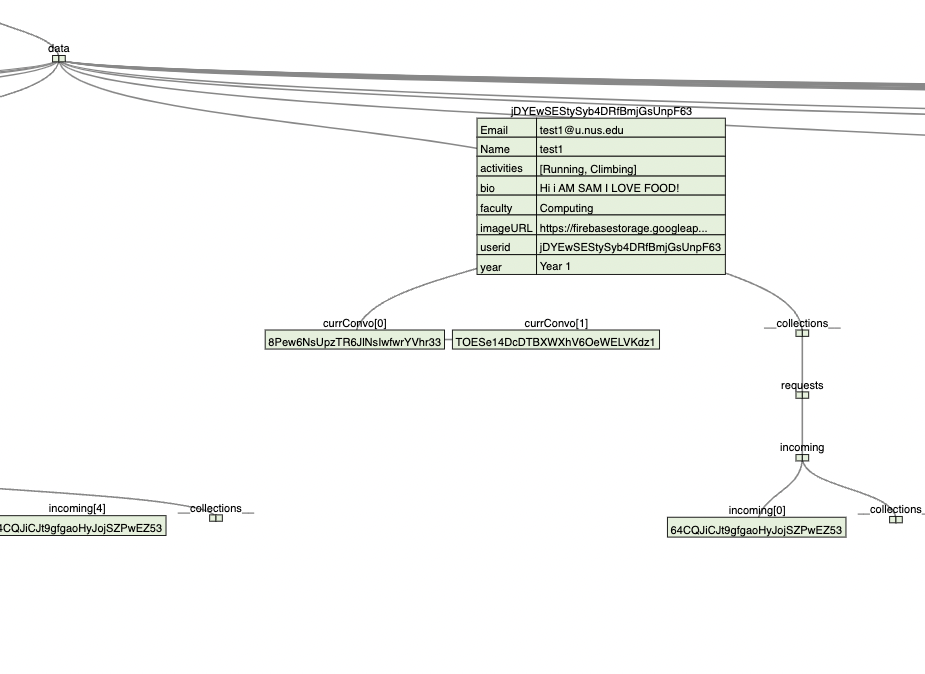 data
jDYEwSEStySyb4DRfBmjGsUnpF63
Email test1@u.nus.edu
Name test1
activities [Running, Climbing]
bio Hi i AM SAM I LOVE FOOD!
faculty Computing
imageURL https://firebasestorage.googleap...
userid jDYEwSEStySyb4DRfBmjGsUnpF63
year Year 1
currConvo[0] currConvo[1] __collections__
8Pew6NsUpzTR6JlNsIwfwrYVhr33 TOESe14DcDTBXWXhV6OeWELVKdz1
requests
incoming
incoming[4] __collections__ incoming[0] __collections_
4CQJiCJt9gfgaoHyJojSZPwEZ53 64CQJiCJt9gfgaoHyJojSZPwEZ53